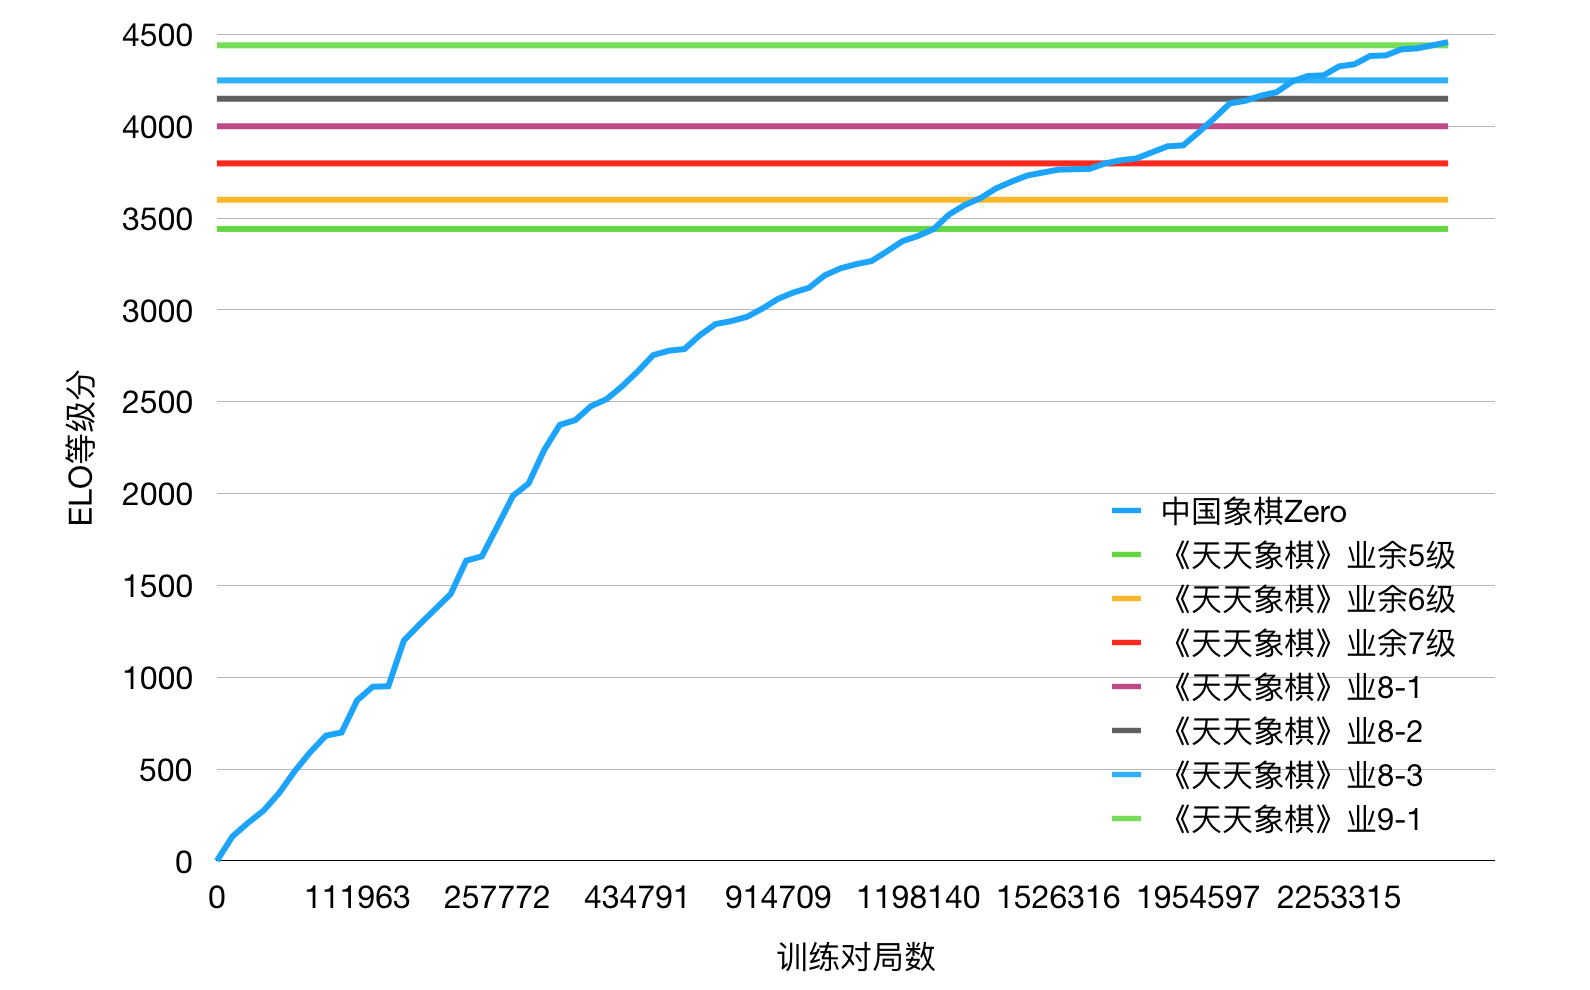 4500
4000
3500
3000
2500
2000
1500
1000
500
0
ELO等级分
中国象棋Zero
《天天象棋》业余5级
《天天象棋》业余6级
《天天象棋》业余7级
《天天象棋》业8-1
《天天象棋》业8-2
《天天象棋》业8-3
《天天象棋》业9-1
0 111963 257772 434791 914709 1198140 1526316 1954597 2253315
训练对局数